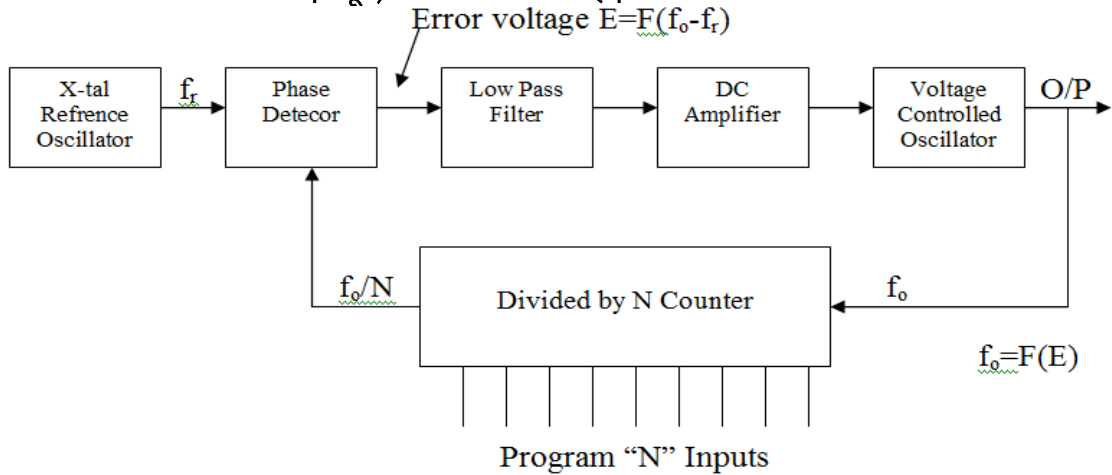 Error voltage E=F(fₒ-fᵣ)
X-tal
Refrence
Oscillator
fᵣ
Phase
Detecor
Low Pass
Filter
DC
Amplifier
Voltage
Controlled
Oscillator
O/P
fₒ/N
Divided by N Counter
fₒ
fₒ=F(E)
Program “N” Inputs